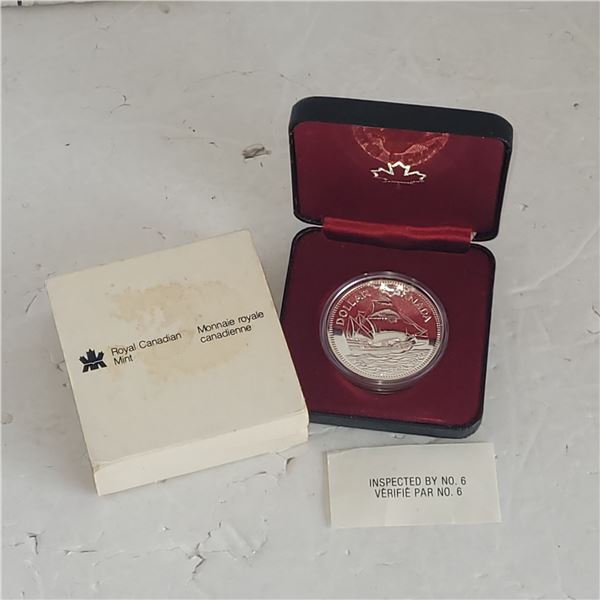 Royal Canadian
Mint
Monnaie royale
canadienne
DOLLAR CANADA
INSPECTED BY NO. 6
VÉRIFIÉ PAR NO. 6